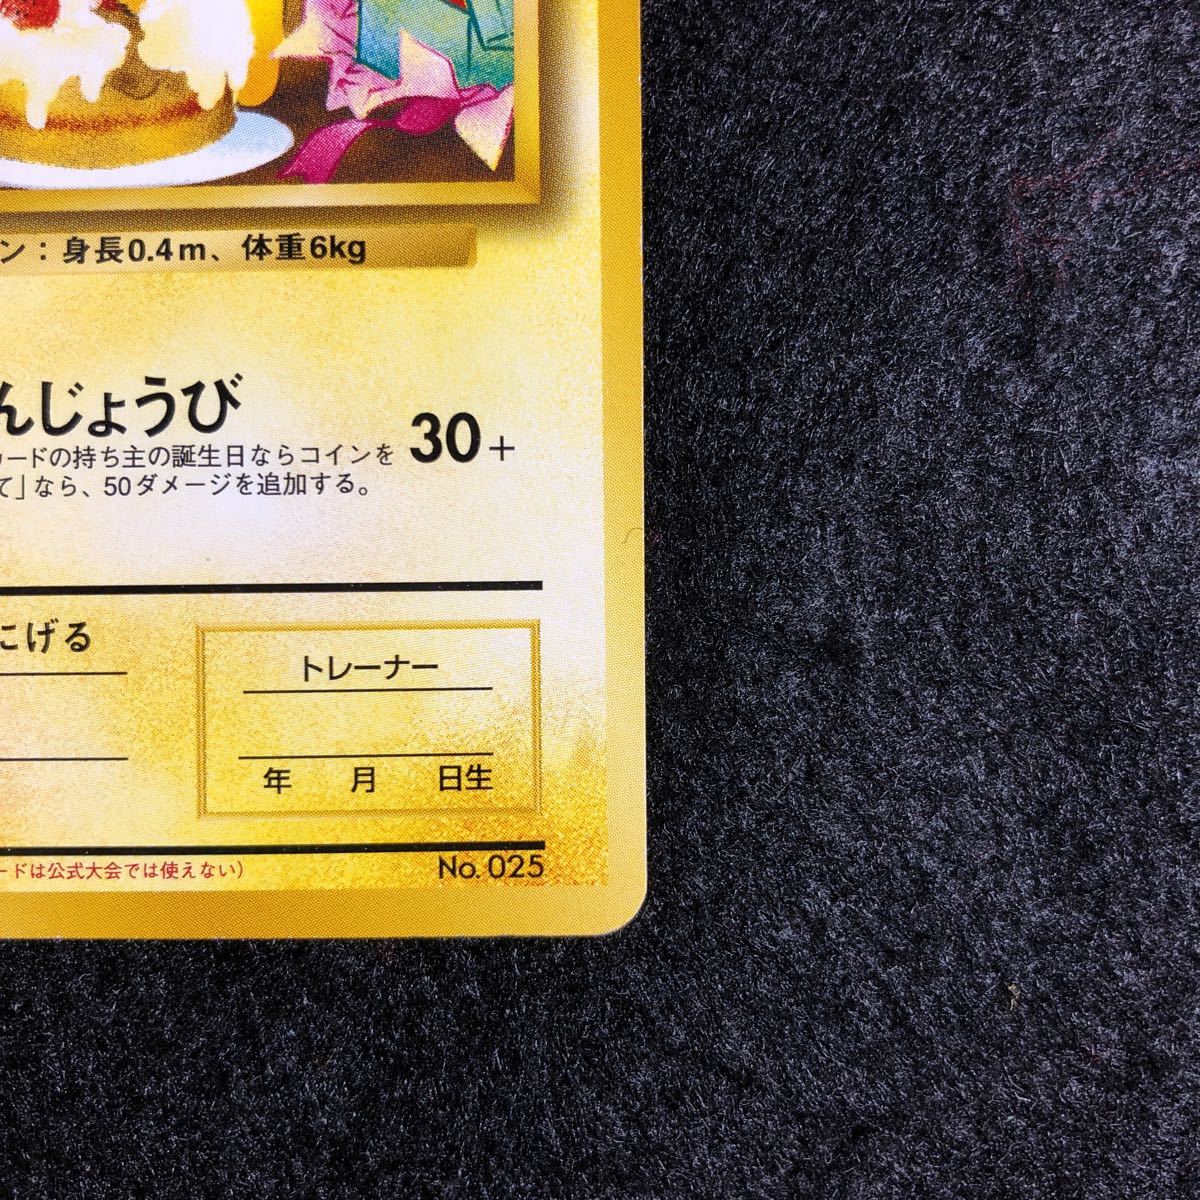 ン：身長0.4m、体重6kg
んじょうび
30+
カードの持ち主の誕生日ならコインを
て」なら、50ダメージを追加する。
にげる
トレーナー
年 月 日生
ードは公式大会では使えない）
No. 025